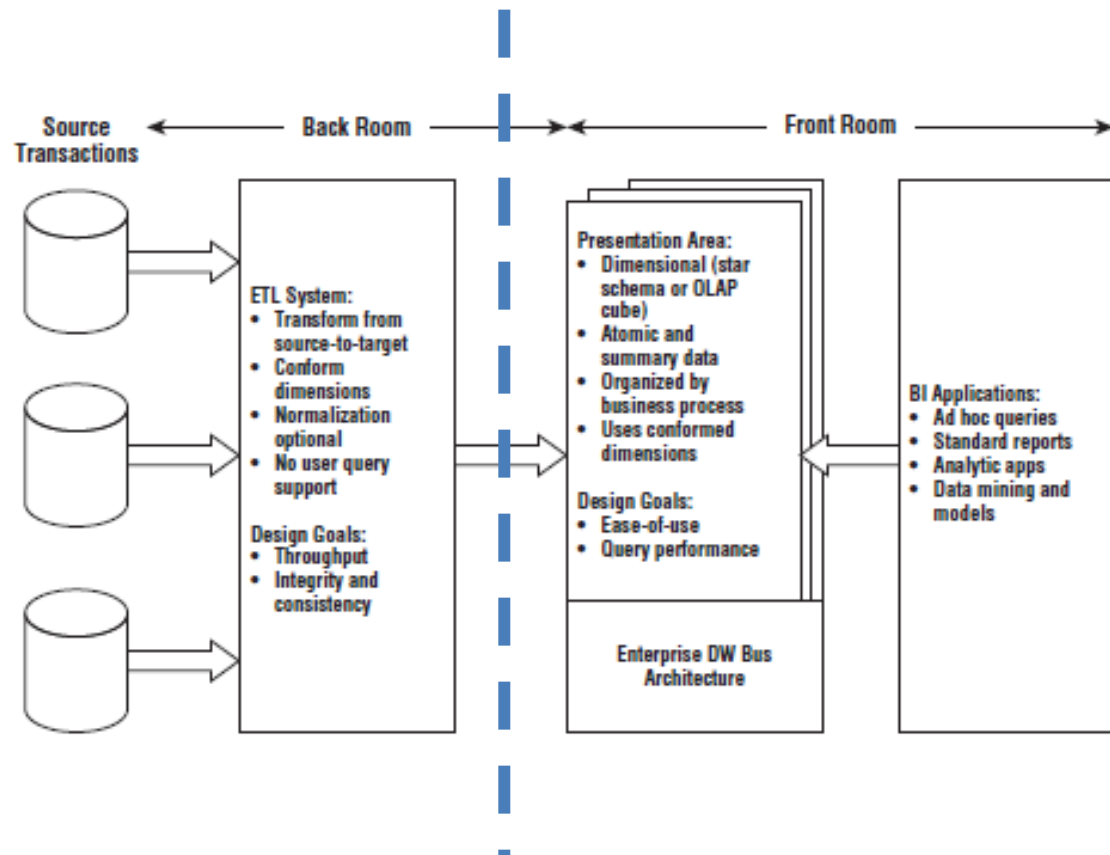 Source
Transactions
Back Room
Front Room
ETL System:
• Transform from
source-to-target
• Conform
dimensions
• Normalization
optional
• No user query
support
Design Goals:
• Throughput
• Integrity and
consistency
Presentation Area:
• Dimensional (star
schema or OLAP
cube)
• Atomic and
summary data
• Organized by
business process
• Uses conformed
dimensions
Design Goals:
• Ease-of-use
• Query performance
Enterprise DW Bus
Architecture
BI Applications:
• Ad hoc queries
• Standard reports
• Analytic apps
• Data mining and
models